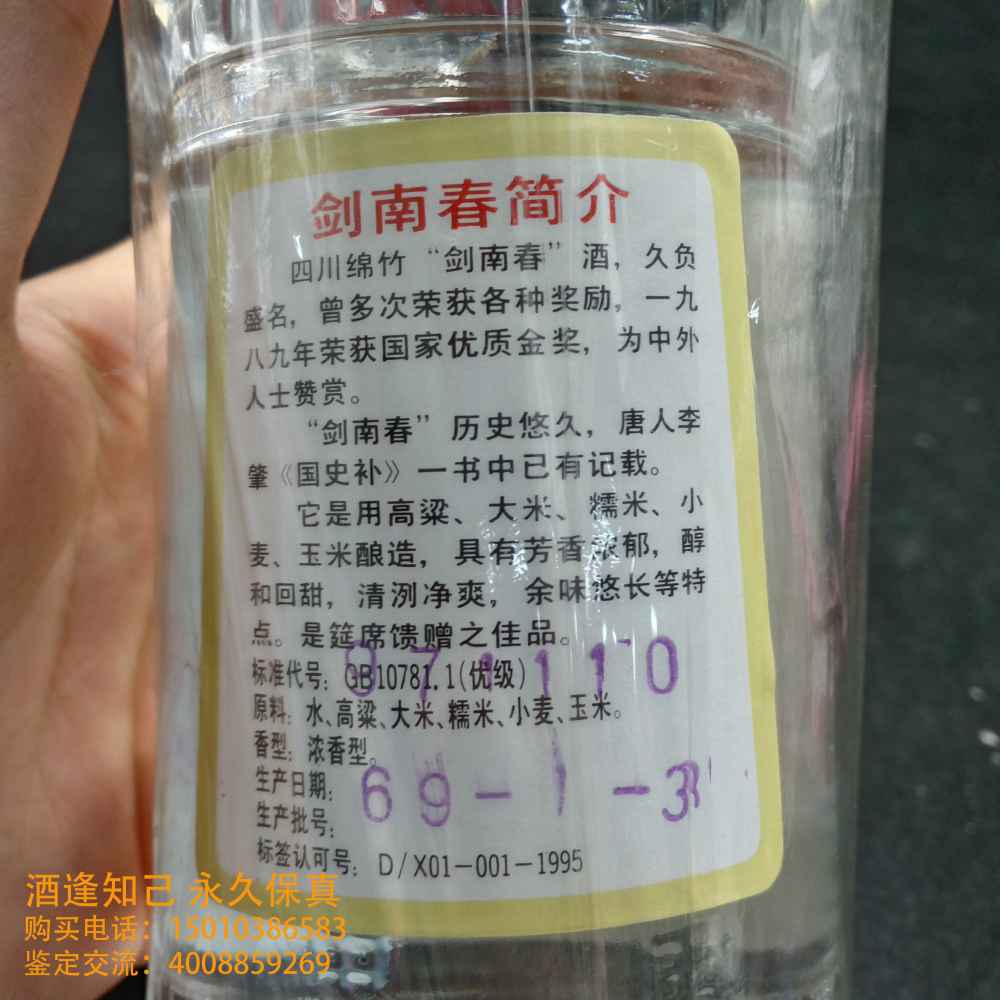 剑南春简介
四川绵竹“剑南春”酒，久负
盛名，曾多次荣获各种奖励，一九
八九年荣获国家优质金奖，为中外
人士赞赏。
“剑南春”历史悠久，唐人李
肇《国史补》一书中已有记载。
它是用高粱、大米、糯米、小
麦、玉米酿造，具有芳香浓郁，醇
和回甜，清洌净爽，余味悠长等特
点。是筵席馈赠之佳品。
971110
标准代号：GB10781.1(优级)
原料：水、高粱、大米、糯米、小麦、玉米。
香型：浓香型。
生产日期：
69-1-3
生产批号：
标签认可号：D/X01-001-1995
酒逢知己 永久保真
购买电话：15010386583
鉴定交流：4008859269